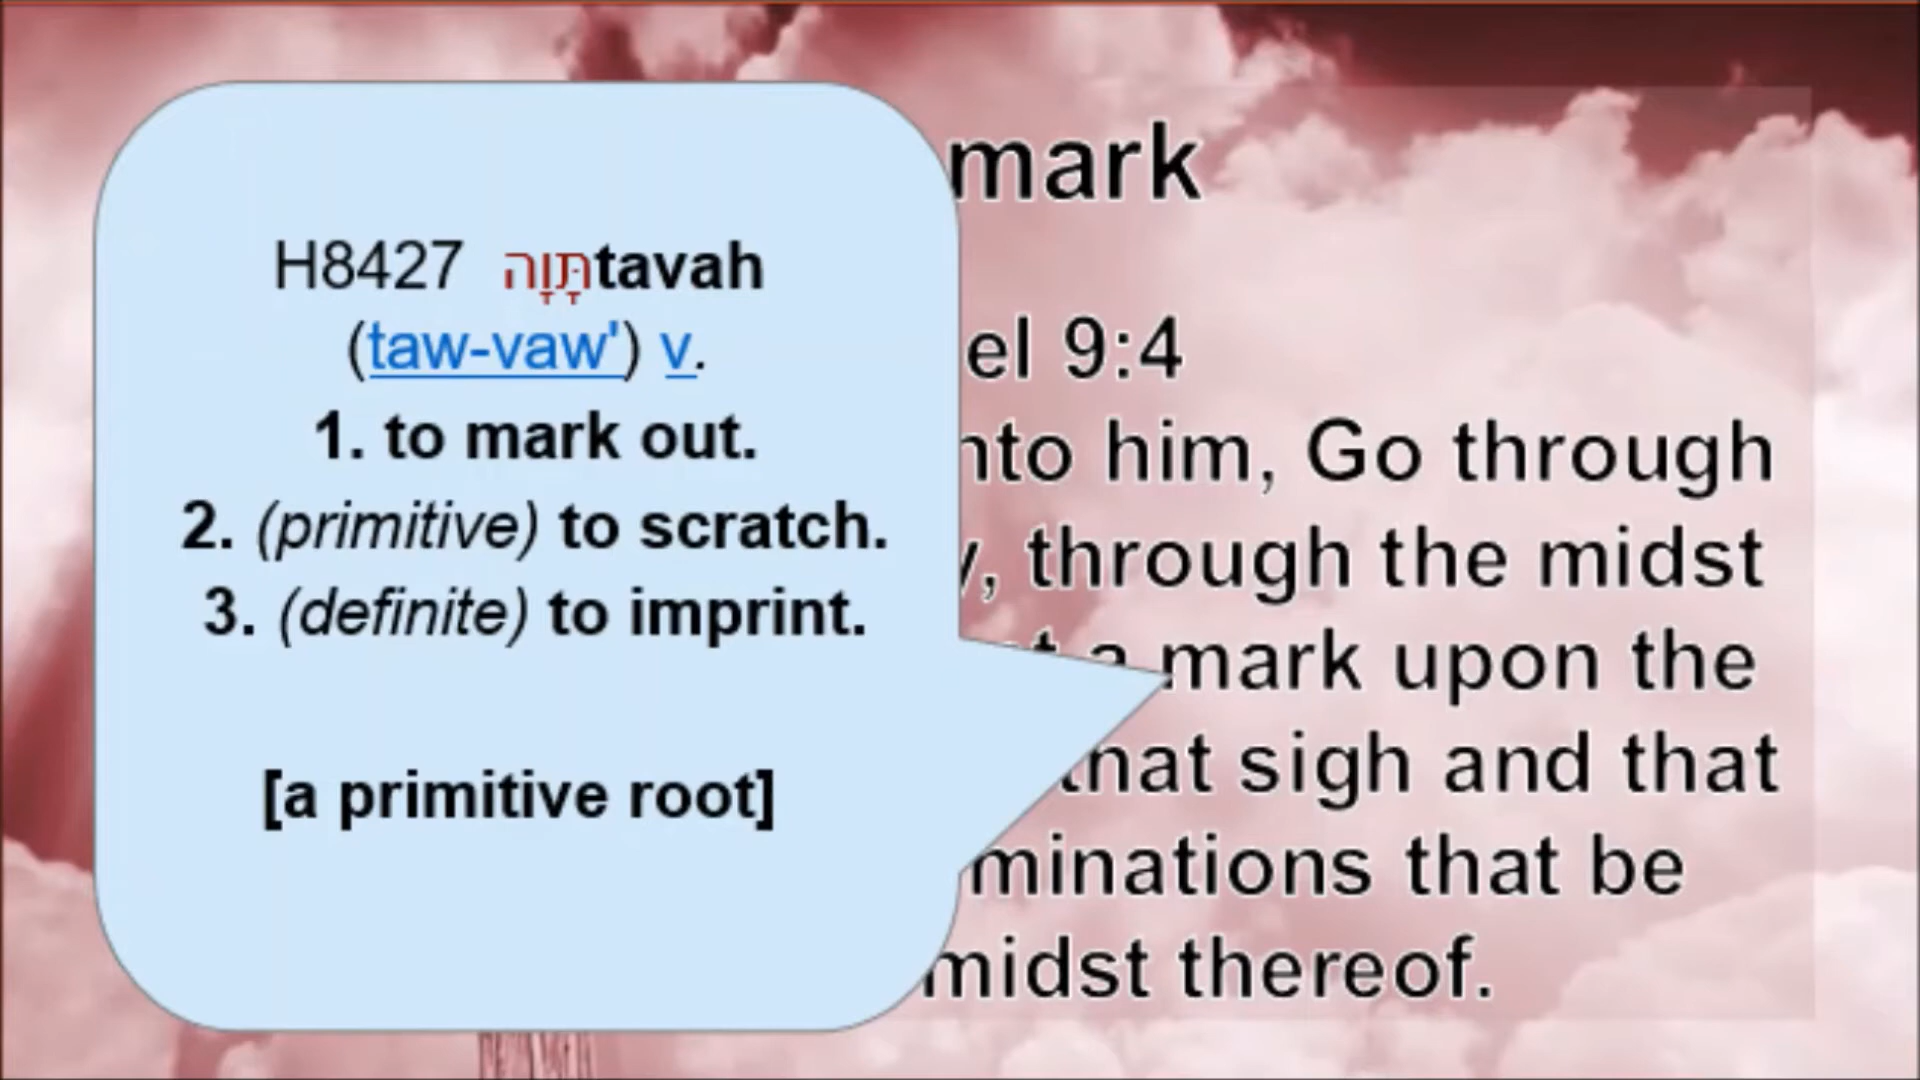 H8427 תָּוָה tavah
(taw-vaw') v.
1. to mark out.
2. (primitive) to scratch.
3. (definite) to imprint.
[a primitive root]
mark
el 9:4
nto him, Go through
y, through the midst
t a mark upon the
that sigh and that
minations that be
midst thereof.